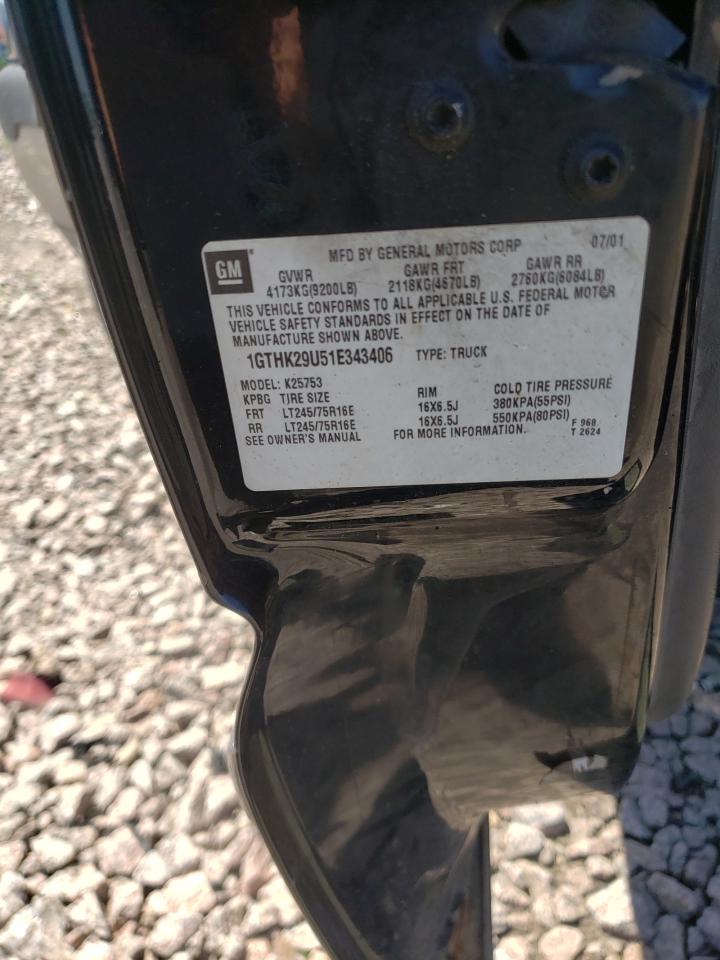 GM
MFD BY GENERAL MOTORS CORP 07/01
GVWR GAWR FRT GAWR RR
4173KG(9200LB) 2118KG(4670LB) 2760KG(6084LB)
THIS VEHICLE CONFORMS TO ALL APPLICABLE U.S. FEDERAL MOTOR
VEHICLE SAFETY STANDARDS IN EFFECT ON THE DATE OF
MANUFACTURE SHOWN ABOVE.
1GTHK29U51E343406 TYPE: TRUCK
MODEL: K25753
KPBG TIRE SIZE RIM COLD TIRE PRESSURE
FRT LT245/75R16E 16X6.5J 380KPA(55PSI)
RR LT245/75R16E 16X6.5J 550KPA(80PSI)
SEE OWNER'S MANUAL FOR MORE INFORMATION. F 968
T 2624